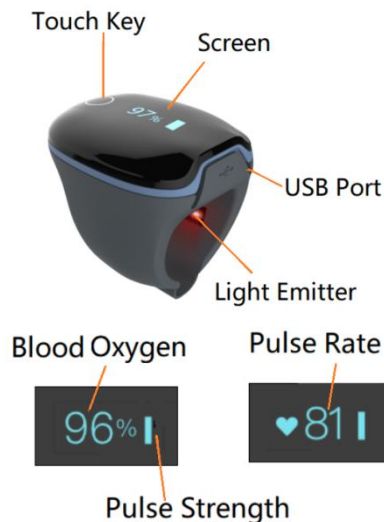 Touch Key
Screen
97%
USB Port
Light Emitter
Blood Oxygen
Pulse Rate
96%
81
Pulse Strength